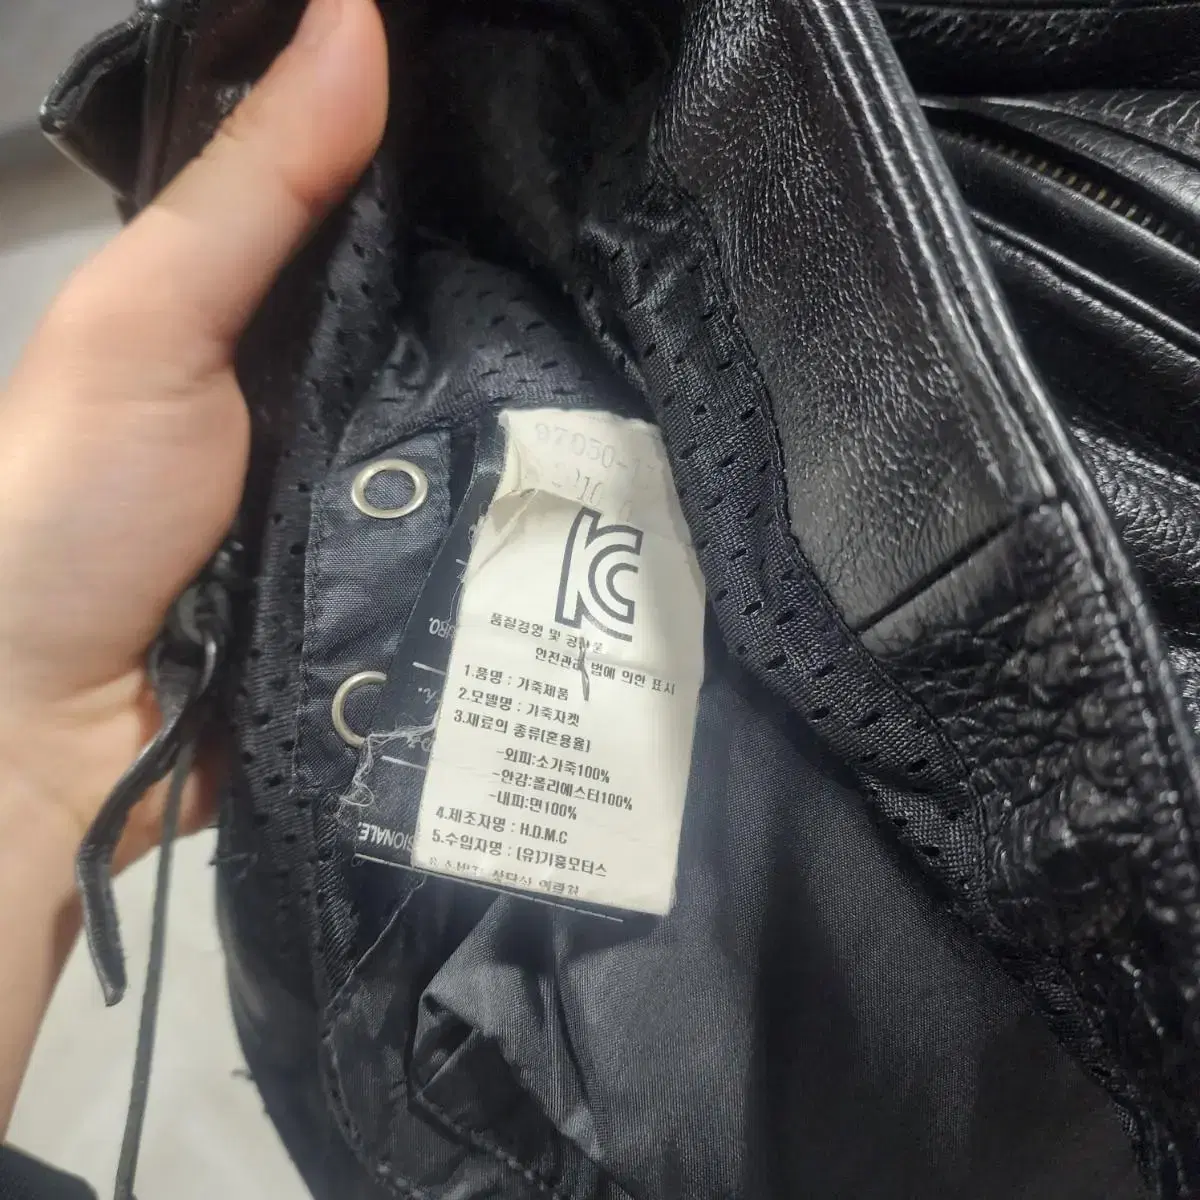 97050-1
KC
품질경영 및 공산품
안전관리 법에 의한 표시
1.품명 : 가죽제품
2.모델명 : 가죽자켓
3.재료의 종류(혼용율)
-외피:소가죽100%
-안감:폴리에스터100%
-내피:면100%
4.제조자명 : H.D.M.C
5.수입자명 : (유)기흥모터스
SIONALE.